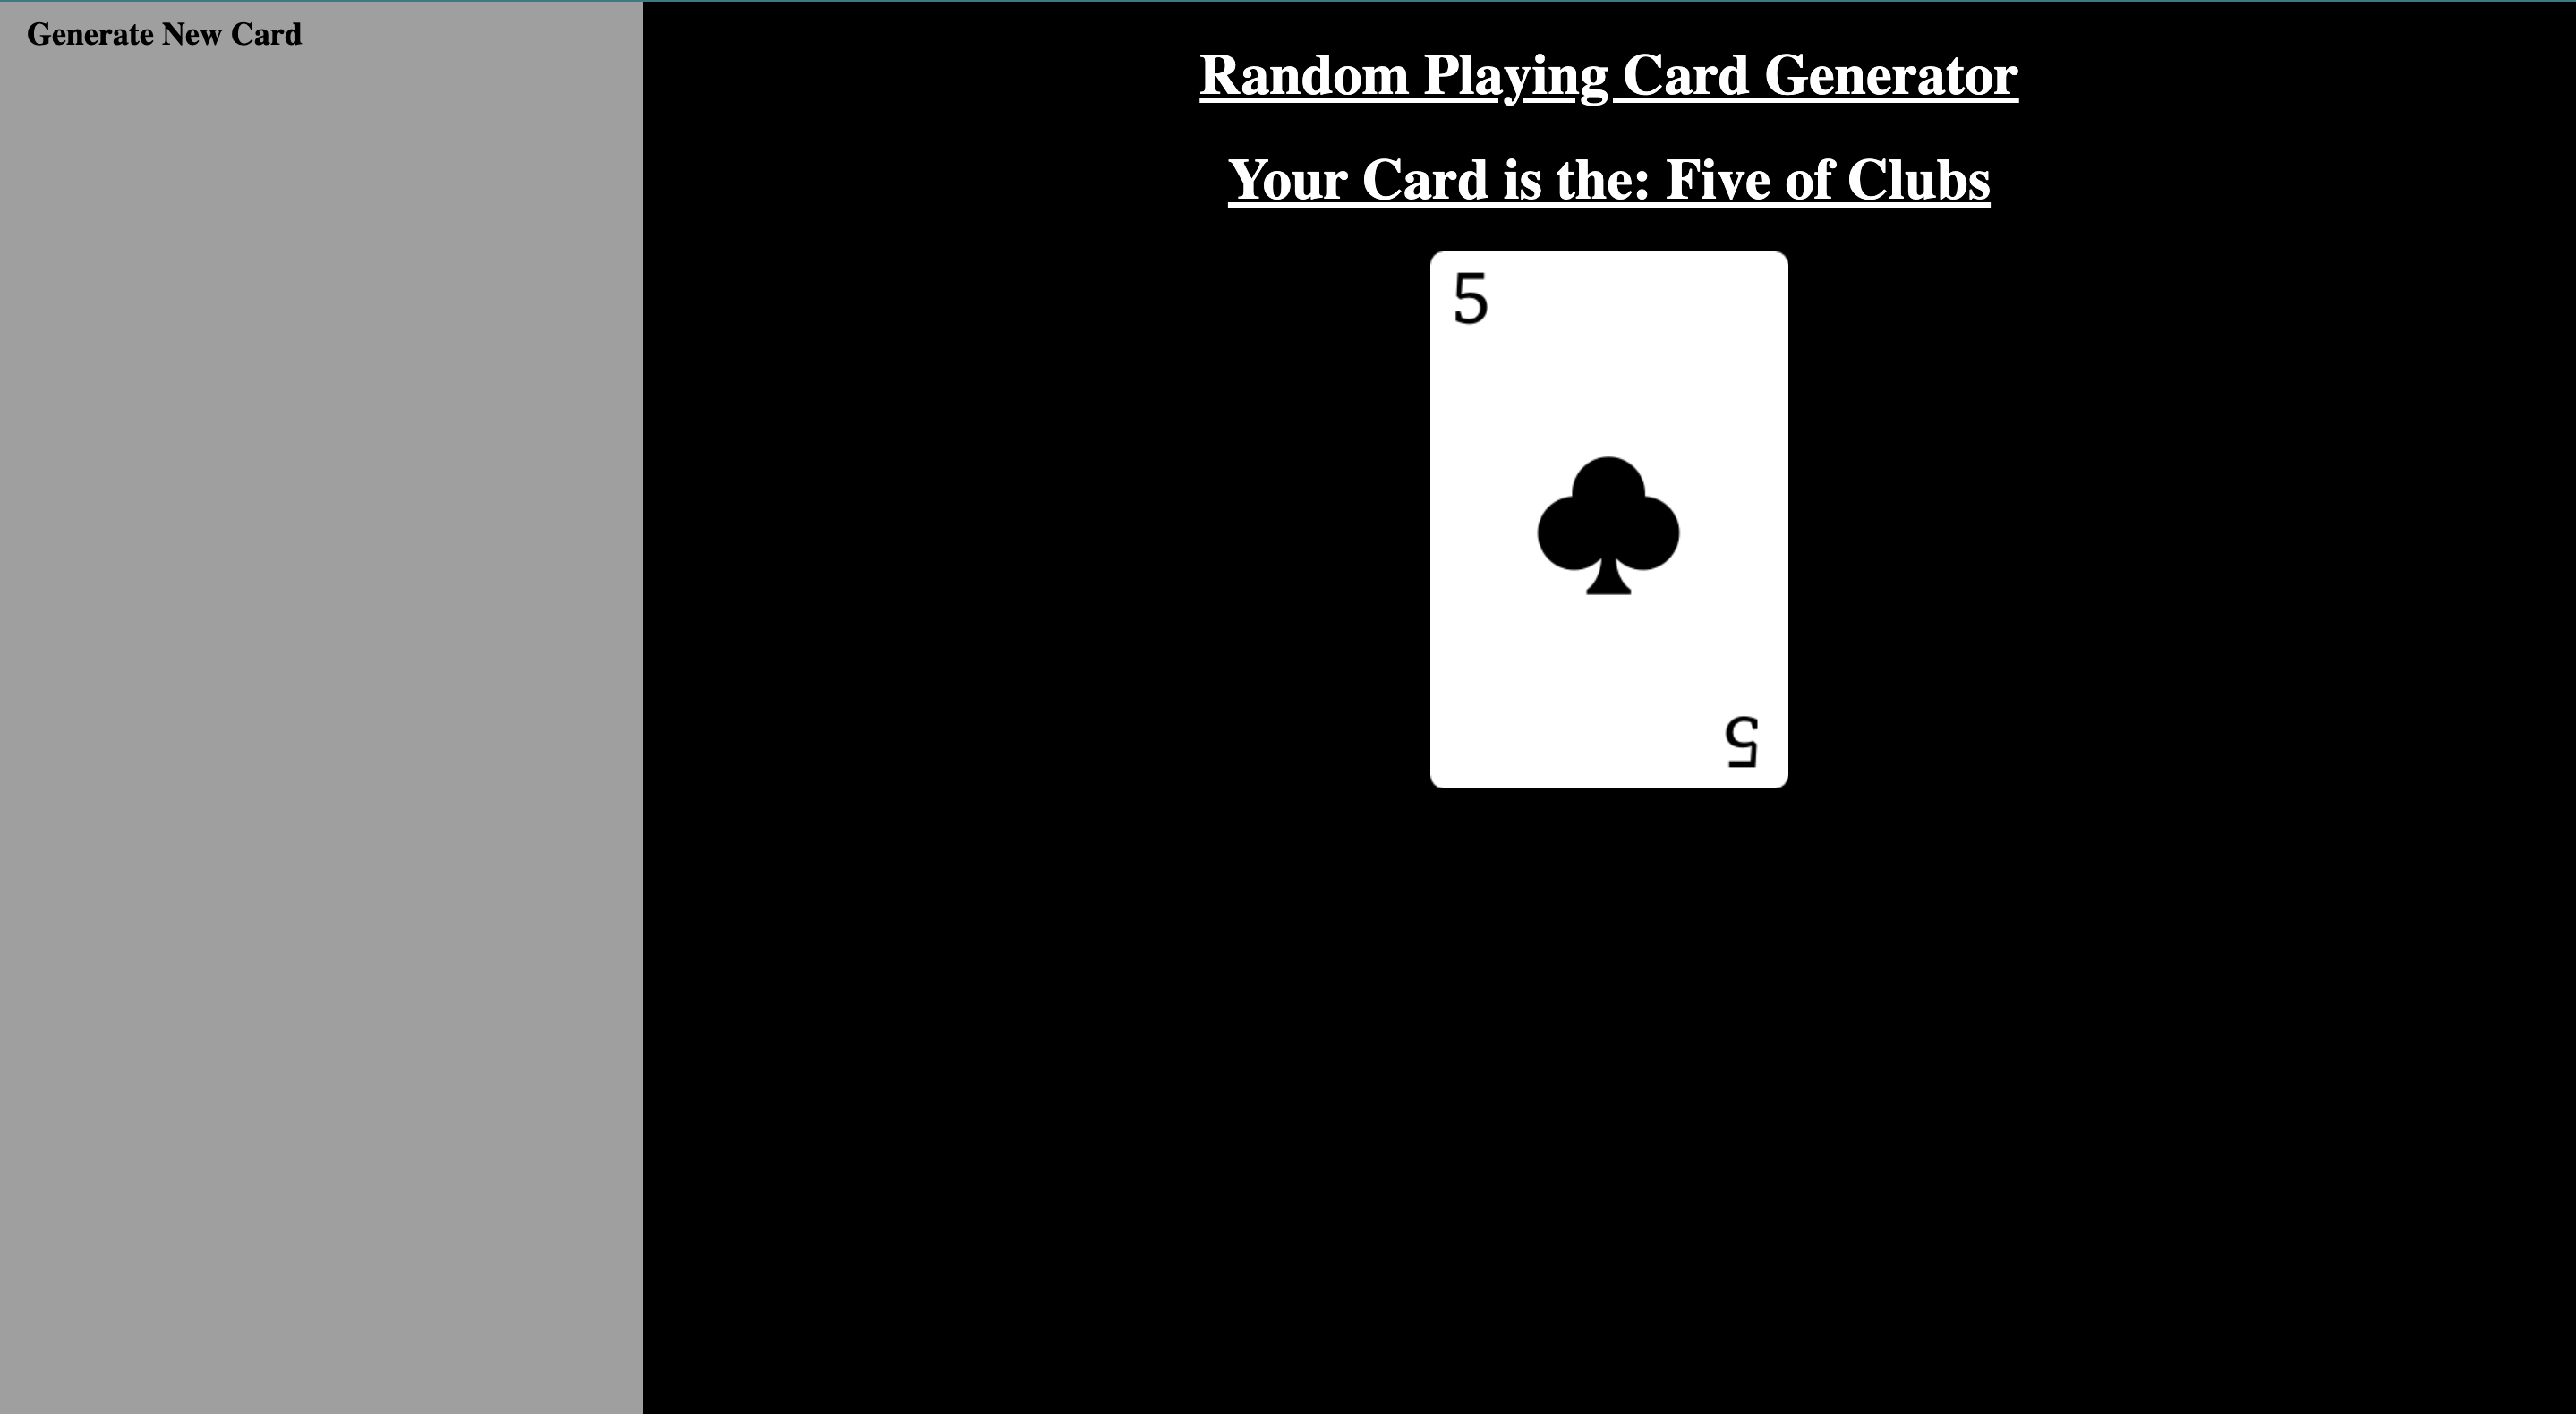 Generate New Card
Random Playing Card Generator
Your Card is the: Five of Clubs
5
5